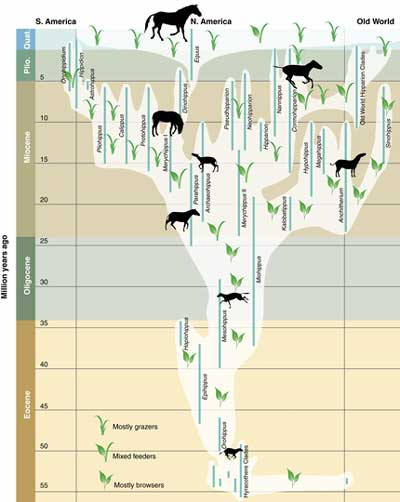 S. America
N. America
Old World
Quat.
Plio.
Miocene
Oligocene
Eocene
Million years ago
5
10
15
20
25
30
35
40
45
50
55
Onohippidium
Hippidion
Astrohippus
Pliohippus
Calippus
Protohippus
Merychippus
Dinohippus
Equus
Parahippus
Archaeohippus
Pseudhipparion
Neohipparion
Merychippus II
Hipparion
Nannippus
Cormohipparion
Kalobatippus
Hypohippus
Megahippus
Anchitherium
Old World Hipparion Clades
Sinohippus
Miohippus
Mesohippus
Haplohippus
Epihippus
Orohippus
Hyracothere Clades
Mostly grazers
Mixed feeders
Mostly browsers